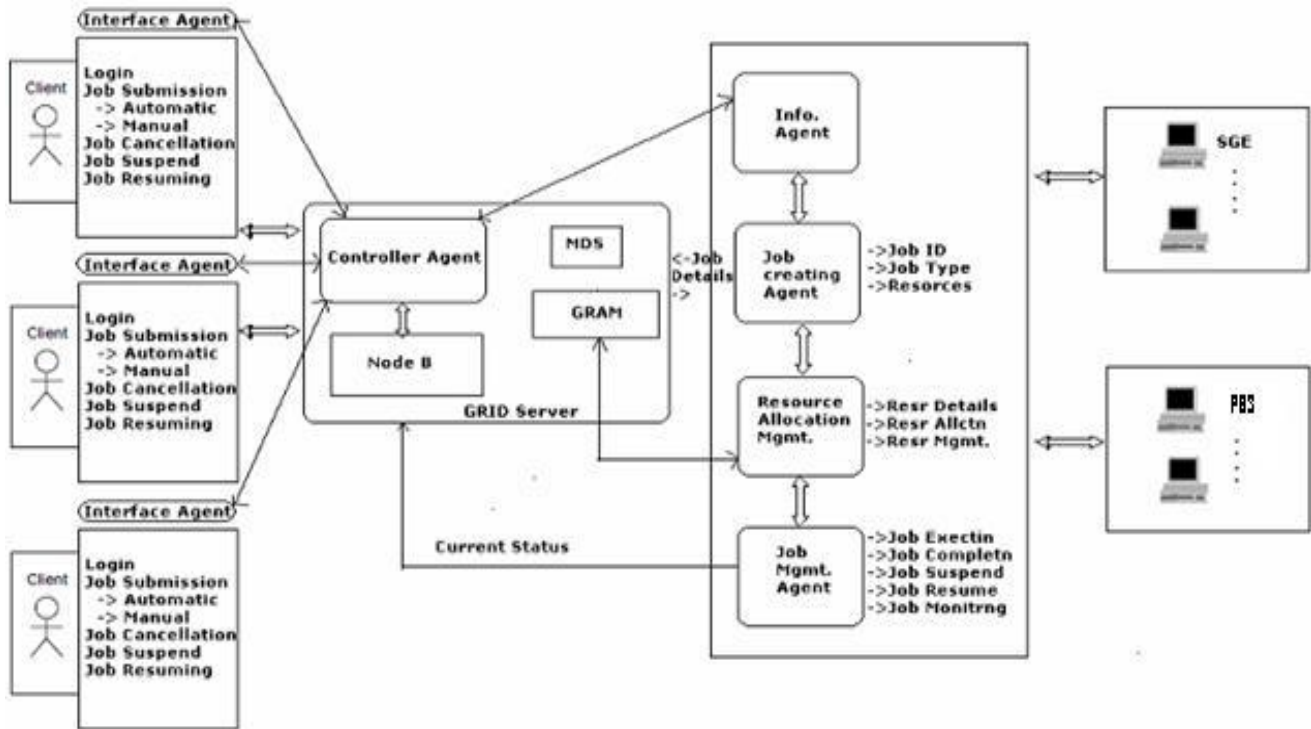 Interface Agent
Client
Login
Job Submission
-> Automatic
-> Manual
Job Cancellation
Job Suspend
Job Resuming
Interface Agent
Client
Login
Job Submission
-> Automatic
-> Manual
Job Cancellation
Job Suspend
Job Resuming
Interface Agent
Client
Login
Job Submission
-> Automatic
-> Manual
Job Cancellation
Job Suspend
Job Resuming
Controller Agent
Node B
MDS
GRAM
GRID Server
Current Status
<-Job
Details
->
Info.
Agent
Job
creating
Agent
->Job ID
->Job Type
->Resorces
Resource
Allocation
Mgmt.
->Resr Details
->Resr Allctn
->Resr Mgmt.
Job
Mgmt.
Agent
->Job Exectin
->Job Completn
->Job Suspend
->Job Resume
->Job Monitrng
SGE
PB3